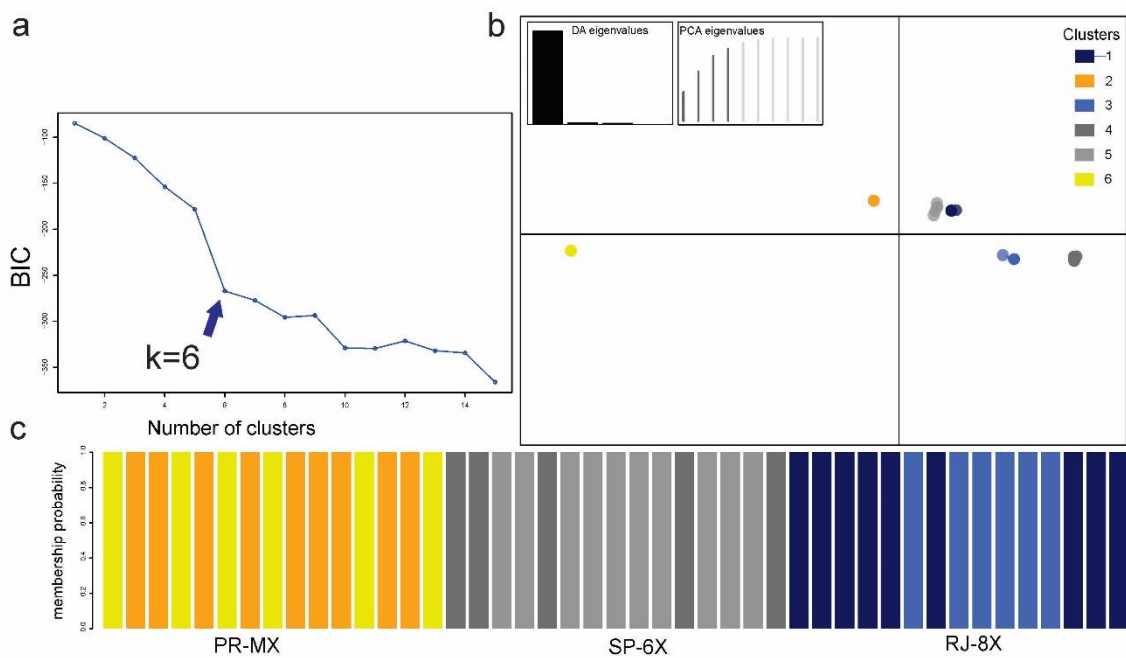 a
BIC
-100
-150
-200
-250
-300
-350
k=6
2
4
6
8
10
12
14
Number of clusters
b
DA eigenvalues
PCA eigenvalues
Clusters
1
2
3
4
5
6
c
membership probability
0.0
0.2
0.4
0.6
0.8
1.0
PR-MX
SP-6X
RJ-8X